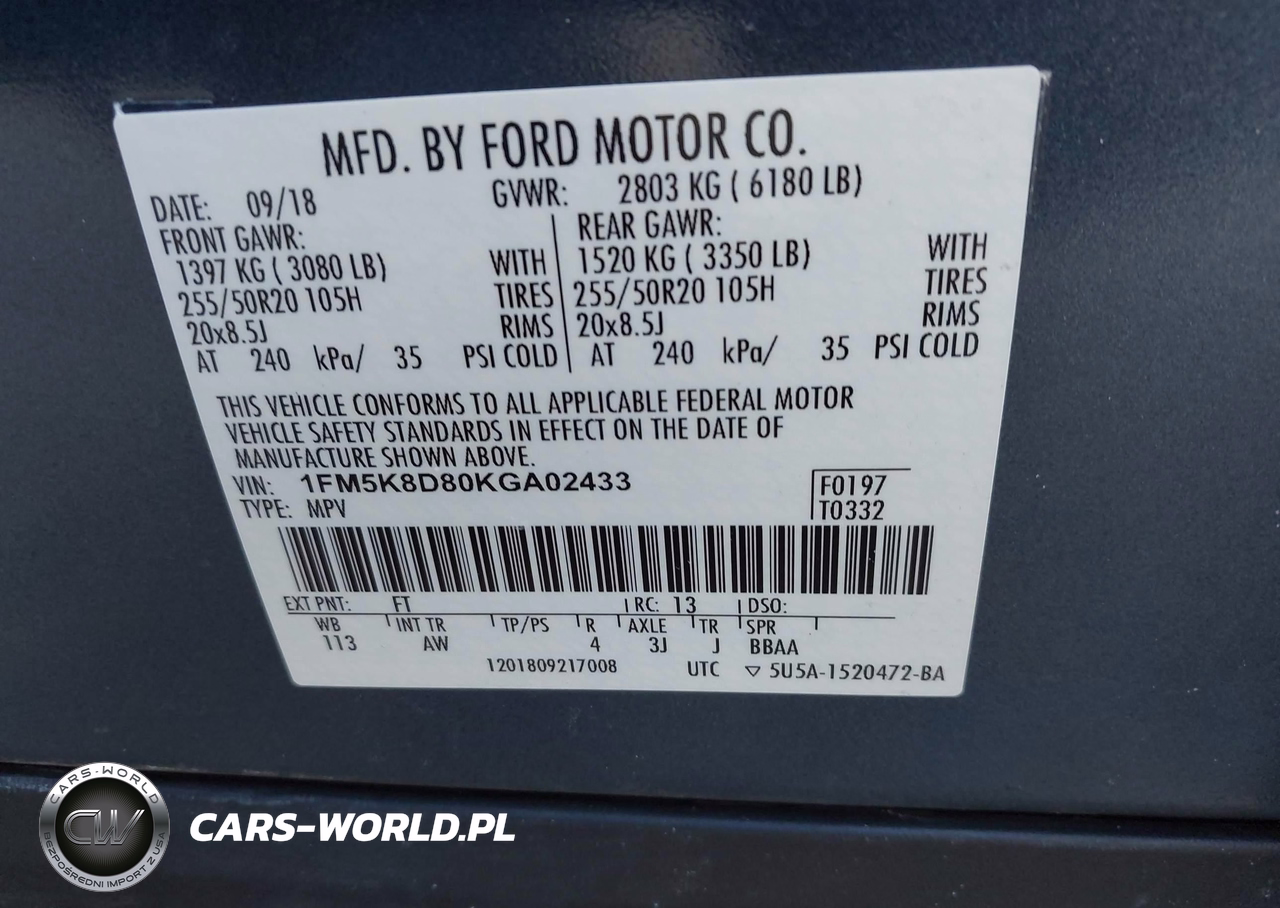 MFD. BY FORD MOTOR CO.
DATE: 09/18 GVWR: 2803 KG ( 6180 LB)
FRONT GAWR: REAR GAWR:
1397 KG ( 3080 LB) WITH 1520 KG ( 3350 LB) WITH
255/50R20 105H TIRES 255/50R20 105H TIRES
20x8.5J RIMS 20x8.5J RIMS
AT 240 kPa/ 35 PSI COLD AT 240 kPa/ 35 PSI COLD
THIS VEHICLE CONFORMS TO ALL APPLICABLE FEDERAL MOTOR
VEHICLE SAFETY STANDARDS IN EFFECT ON THE DATE OF
MANUFACTURE SHOWN ABOVE.
VIN: 1FM5K8D80KGA02433 F0197
TYPE: MPV T0332
EXT PNT: FT RC: 13 DSO:
WB INT TR TP/PS R AXLE TR SPR
113 AW 4 3J J BBAA
1201809217008 UTC ▽ 5U5A-1520472-BA
CARS-WORLD
CW
BEZPOŚREDNI IMPORT Z USA
CARS-WORLD.PL